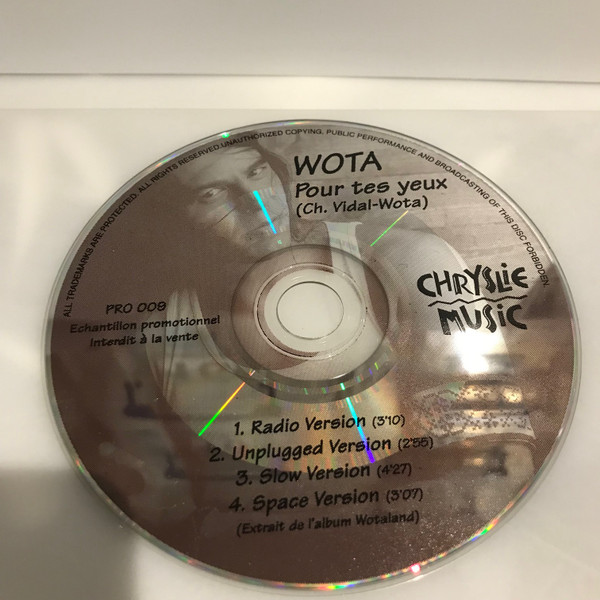 ALL TRADEMARKS ARE PROTECTED. ALL RIGHTS RESERVED.UNAUTHORIZED COPYING, PUBLIC PERFORMANCE AND BROADCASTING OF THIS DISC FORBIDDEN.
WOTA
Pour tes yeux
(Ch. Vidal-Wota)
CHRYSLIE
MUSIC
PRO 009
Echantillon promotionnel
Interdit à la vente
1. Radio Version (3'10)
2. Unplugged Version (2'55)
3. Slow Version (4'27)
4. Space Version (3'07)
(Extrait de l'album Wotaland)